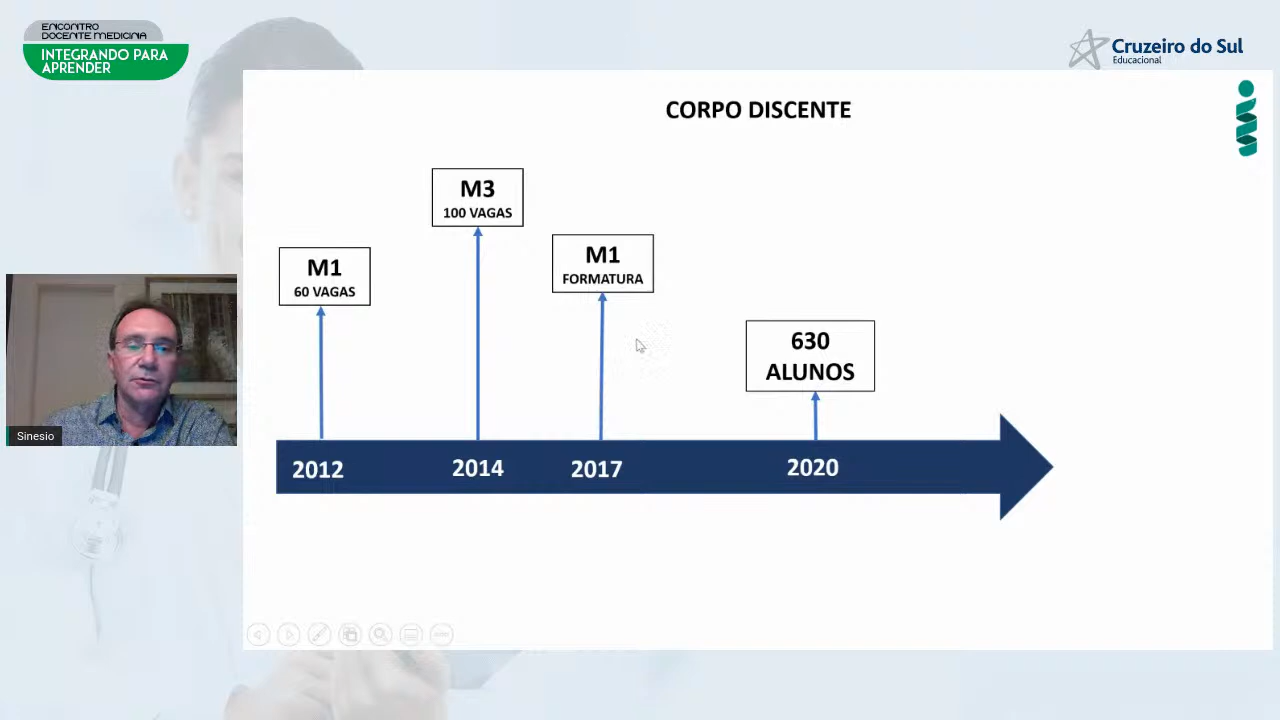 ENCONTRO
DOCENTE MEDICINA
INTEGRANDO PARA
APRENDER
Cruzeiro do Sul
Educacional
CORPO DISCENTE
M3
100 VAGAS
M1
60 VAGAS
M1
FORMATURA
630
ALUNOS
2012
2014
2017
2020
Sinesio